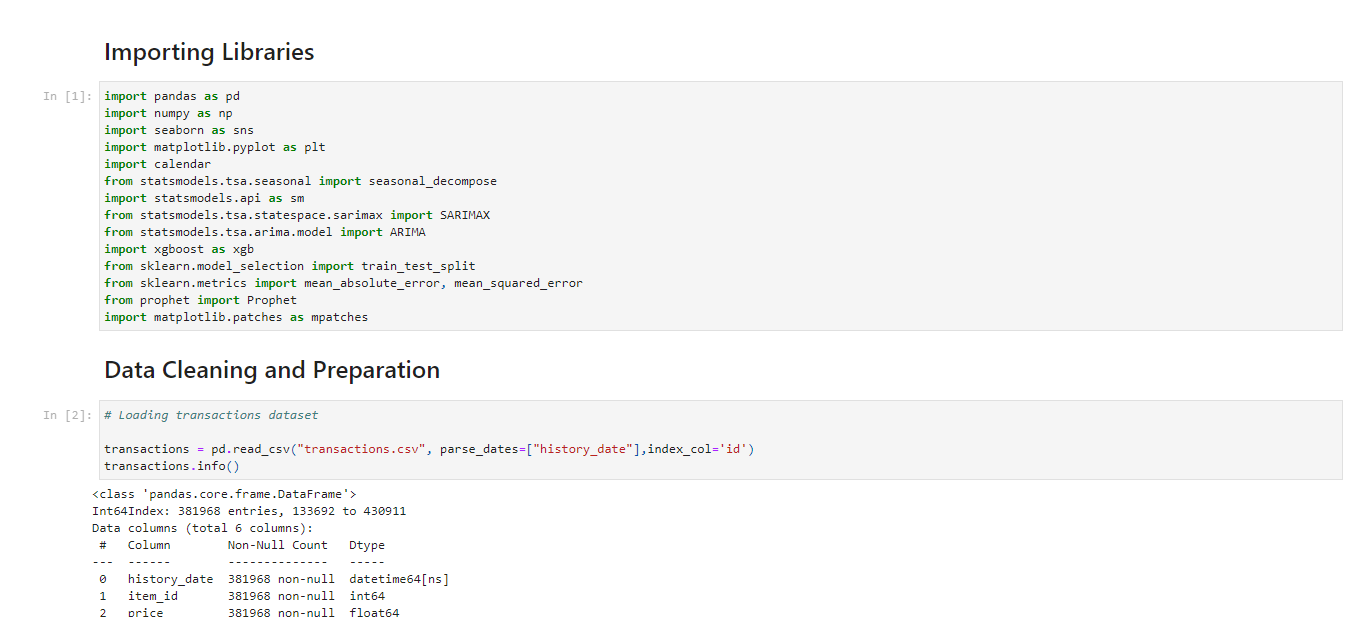 Importing Libraries
In [1]:
import pandas as pd
import numpy as np
import seaborn as sns
import matplotlib.pyplot as plt
import calendar
from statsmodels.tsa.seasonal import seasonal_decompose
import statsmodels.api as sm
from statsmodels.tsa.statespace.sarimax import SARIMAX
from statsmodels.tsa.arima.model import ARIMA
import xgboost as xgb
from sklearn.model_selection import train_test_split
from sklearn.metrics import mean_absolute_error, mean_squared_error
from prophet import Prophet
import matplotlib.patches as mpatches
Data Cleaning and Preparation
In [2]:
# Loading transactions dataset
transactions = pd.read_csv("transactions.csv", parse_dates=["history_date"],index_col='id')
transactions.info()
<class 'pandas.core.frame.DataFrame'>
Int64Index: 381968 entries, 133692 to 430911
Data columns (total 6 columns):
 #   Column        Non-Null Count   Dtype
---  ------        --------------   -----
 0   history_date  381968 non-null  datetime64[ns]
 1   item_id       381968 non-null  int64
 2   price         381968 non-null  float64